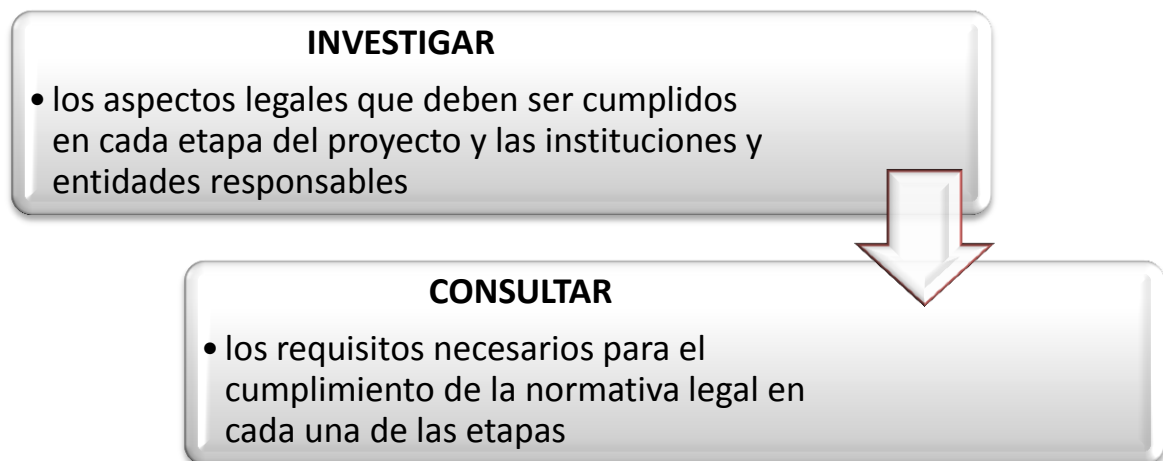 INVESTIGAR
• los aspectos legales que deben ser cumplidos
en cada etapa del proyecto y las instituciones y
entidades responsables
CONSULTAR
• los requisitos necesarios para el
cumplimiento de la normativa legal en
cada una de las etapas